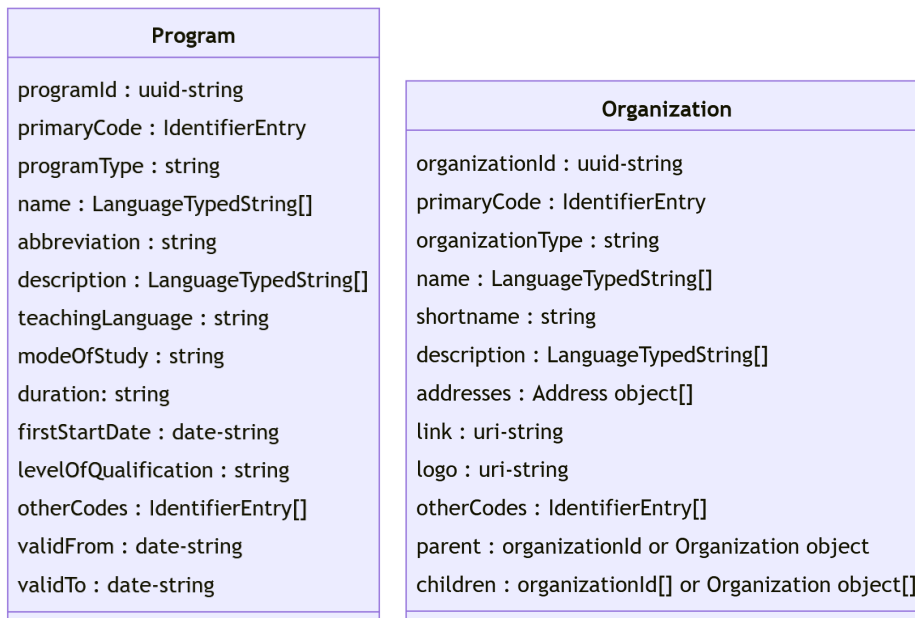 Program
programId : uuid-string
primaryCode : IdentifierEntry
programType : string
name : LanguageTypedString[]
abbreviation : string
description : LanguageTypedString[]
teachingLanguage : string
modeOfStudy : string
duration: string
firstStartDate : date-string
levelOfQualification : string
otherCodes : IdentifierEntry[]
validFrom : date-string
validTo : date-string
Organization
organizationId : uuid-string
primaryCode : IdentifierEntry
organizationType : string
name : LanguageTypedString[]
shortname : string
description : LanguageTypedString[]
addresses : Address object[]
link : uri-string
logo : uri-string
otherCodes : IdentifierEntry[]
parent : organizationId or Organization object
children : organizationId[] or Organization object[]